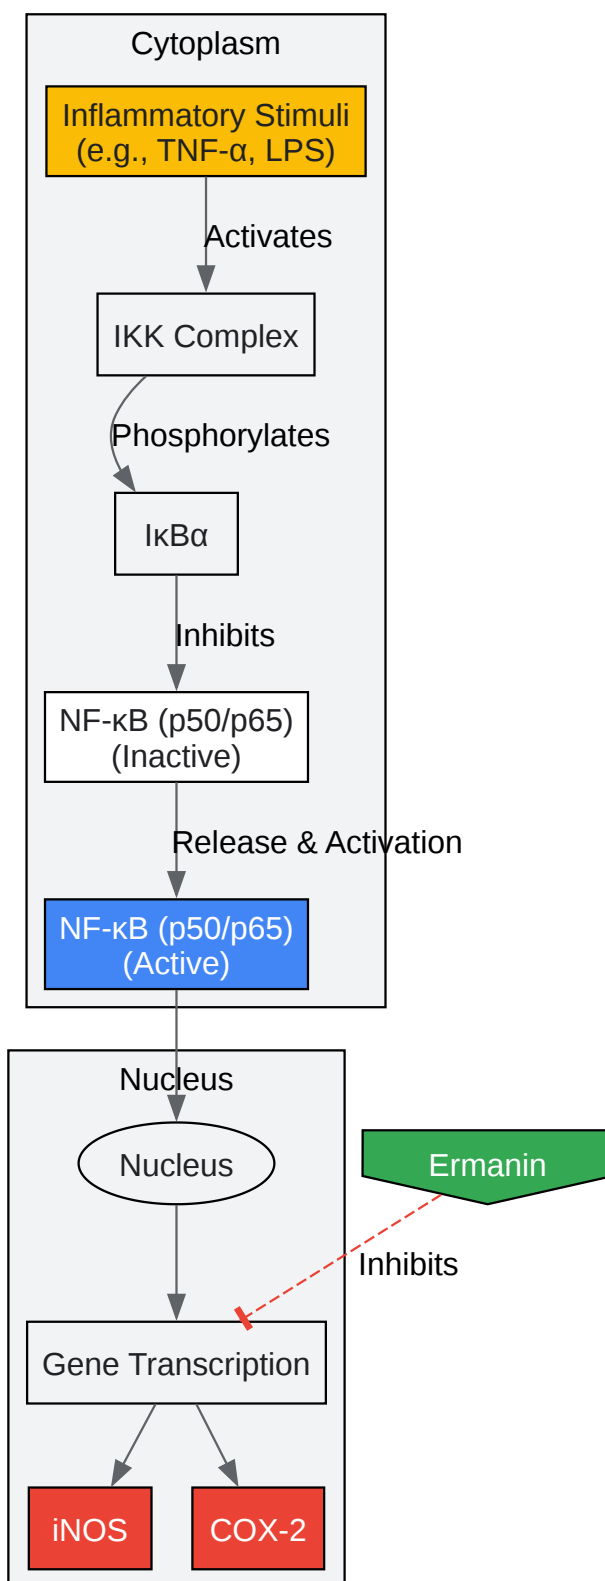 Cytoplasm
Inflammatory Stimuli
(e.g., TNF-α, LPS)
Activates
IKK Complex
Phosphorylates
IκBα
Inhibits
NF-κB (p50/p65)
(Inactive)
Release & Activation
NF-κB (p50/p65)
(Active)
Nucleus
Nucleus
Ermanin
Inhibits
Gene Transcription
iNOS
COX-2